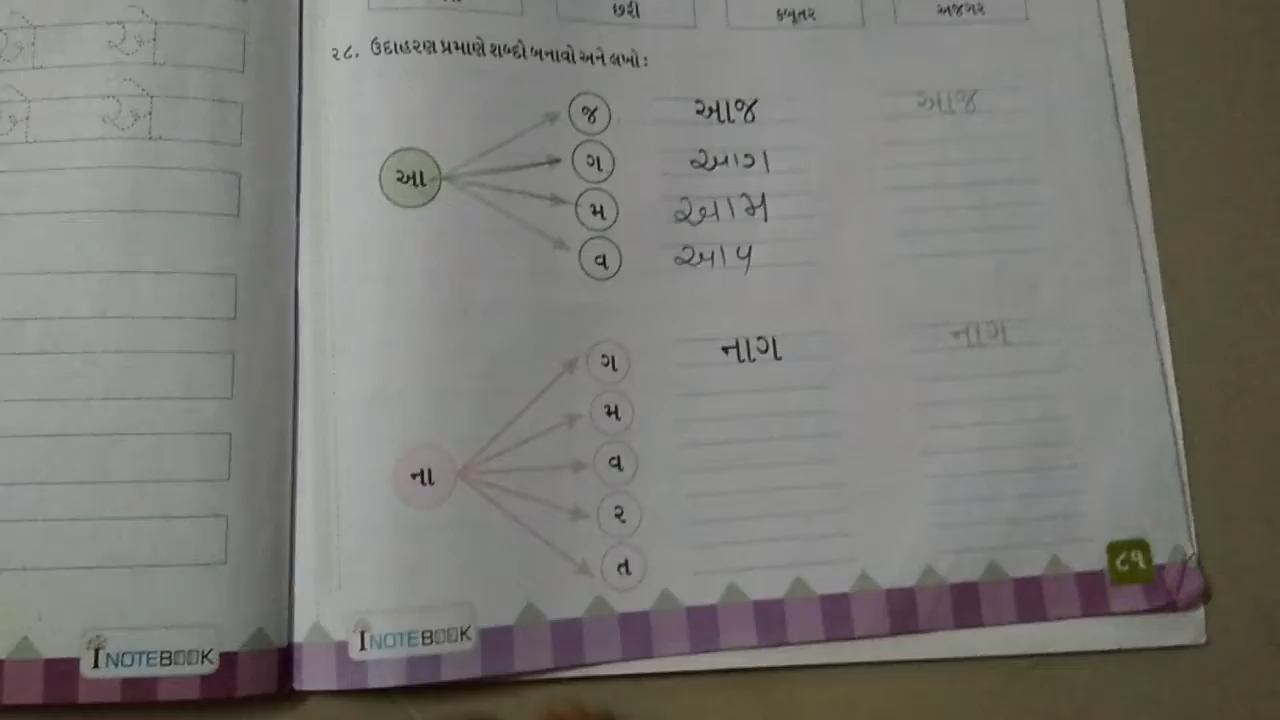 છરી
કબૂતર
અજગર
૨૮. ઉદાહરણ પ્રમાણે શબ્દો બનાવો અને લખો :
આ
જ આજ આજ
ગ આગ
મ આમ
વ આવ
ના
ગ નાગ નાગ
મ
વ
ર
ત
૮૧
INOTEBOOK
INOTEBOOK